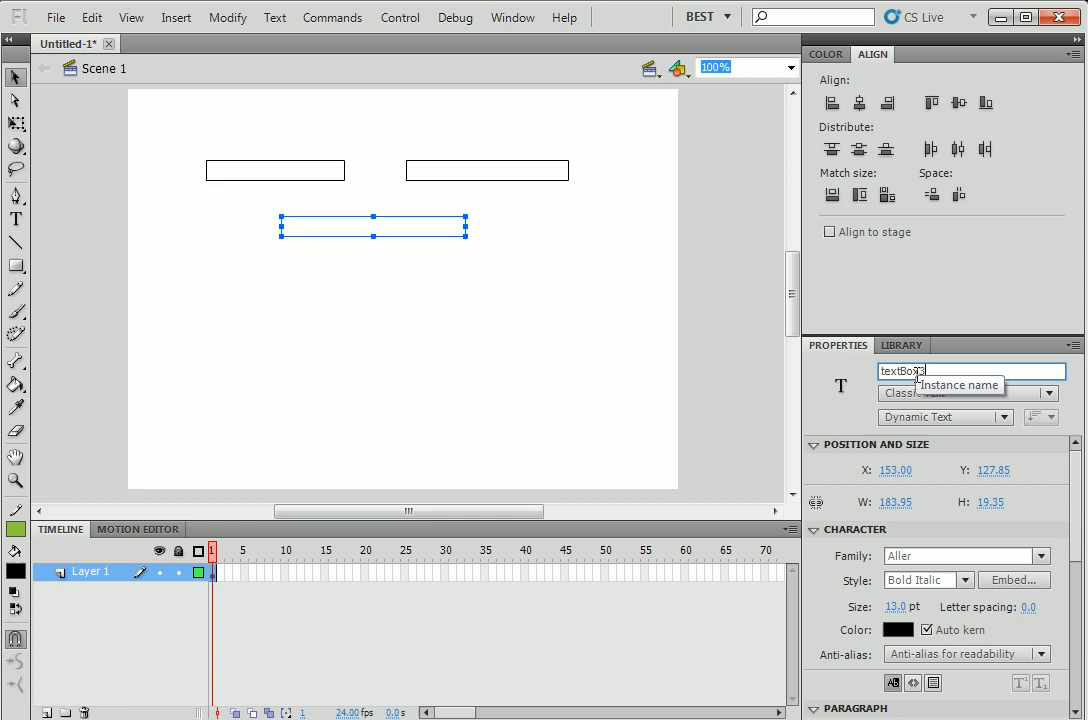 Fl File Edit View Insert Modify Text Commands Control Debug Window Help BEST CS Live
Untitled-1*
Scene 1 100%
COLOR ALIGN
Align:
Distribute:
Match size: Space:
Align to stage
PROPERTIES LIBRARY
T
Instance name
Dynamic Text
POSITION AND SIZE
X: 153.00 Y: 127.85
W: 183.95 H: 19.35
CHARACTER
Family: Aller
Style: Bold Italic Embed...
Size: 13.0 pt Letter spacing: 0.0
Color: Auto kern
Anti-alias: Anti-alias for readability
PARAGRAPH
TIMELINE MOTION EDITOR
1 5 10 15 20 25 30 35 40 45 50 55 60 65 70
Layer 1
1 24.00 fps 0.0 s